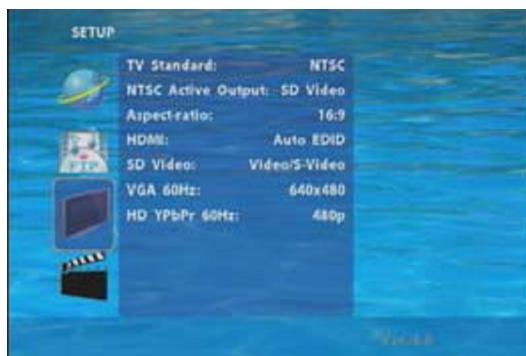 SETUP
TV Standard: NTSC
NTSC Active Output: SD Video
Aspect-ratio: 16:9
HDMI: Auto EDID
SD Video: Video/S-Video
VGA 60Hz: 640x480
HD YPbPr 60Hz: 480p
FTP